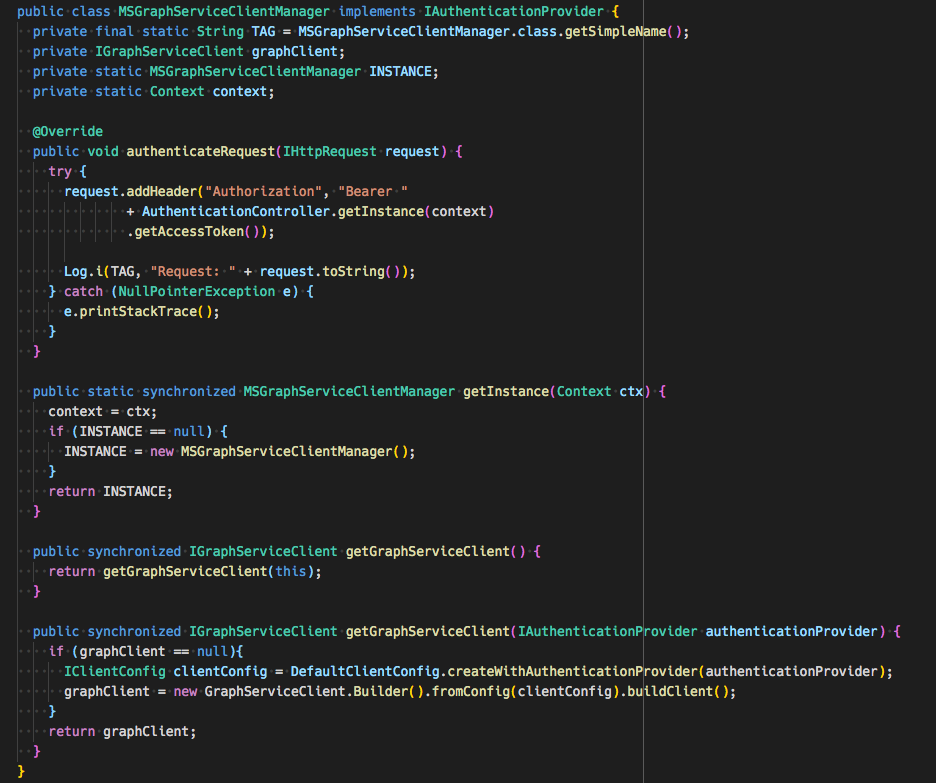 public class MSGraphServiceClientManager implements IAuthenticationProvider {
  private final static String TAG = MSGraphServiceClientManager.class.getSimpleName();
  private IGraphServiceClient graphClient;
  private static MSGraphServiceClientManager INSTANCE;
  private static Context context;

  @Override
  public void authenticateRequest(IHttpRequest request) {
    try {
      request.addHeader("Authorization", "Bearer "
              + AuthenticationController.getInstance(context)
              .getAccessToken());

      Log.i(TAG, "Request: " + request.toString());
    } catch (NullPointerException e) {
      e.printStackTrace();
    }
  }

  public static synchronized MSGraphServiceClientManager getInstance(Context ctx) {
    context = ctx;
    if (INSTANCE == null) {
      INSTANCE = new MSGraphServiceClientManager();
    }
    return INSTANCE;
  }

  public synchronized IGraphServiceClient getGraphServiceClient() {
    return getGraphServiceClient(this);
  }

  public synchronized IGraphServiceClient getGraphServiceClient(IAuthenticationProvider authenticationProvider) {
    if (graphClient == null){
      IClientConfig clientConfig = DefaultClientConfig.createWithAuthenticationProvider(authenticationProvider);
      graphClient = new GraphServiceClient.Builder().fromConfig(clientConfig).buildClient();
    }
    return graphClient;
  }
}